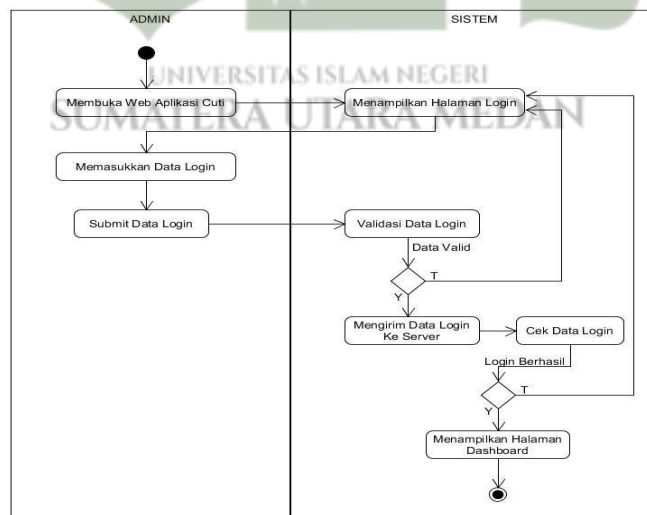 ADMIN
SISTEM
UNIVERSITAS ISLAM NEGERI
SUMATERA UTARA MEDAN
Membuka Web Aplikasi Cuti
Menampilkan Halaman Login
Memasukkan Data Login
Submit Data Login
Validasi Data Login
Data Valid
T
Y
Mengirim Data Login
Ke Server
Cek Data Login
Login Berhasil
T
Y
Menampilkan Halaman
Dashboard